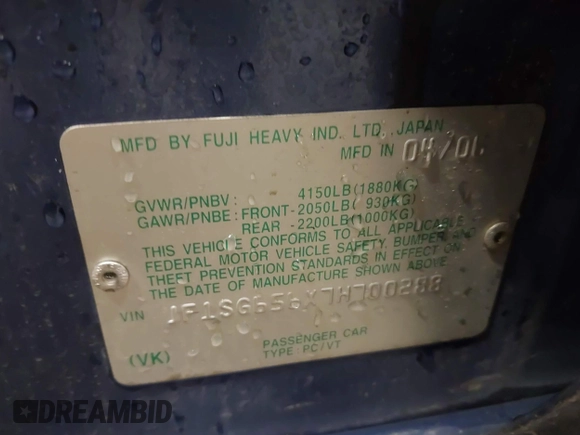 MFD BY FUJI HEAVY IND. LTD. JAPAN
MFD IN 04/06
GVWR/PNBV: 4150LB(1880KG)
GAWR/PNBE: FRONT-2050LB( 930KG)
REAR -2200LB(1000KG)
THIS VEHICLE CONFORMS TO ALL APPLICABLE
FEDERAL MOTOR VEHICLE SAFETY, BUMPER, AND
THEFT PREVENTION STANDARDS IN EFFECT ON
THE DATE OF MANUFACTURE SHOWN ABOVE
VIN
PASSENGER CAR
(VK) TYPE PC/VT
DREAMBID